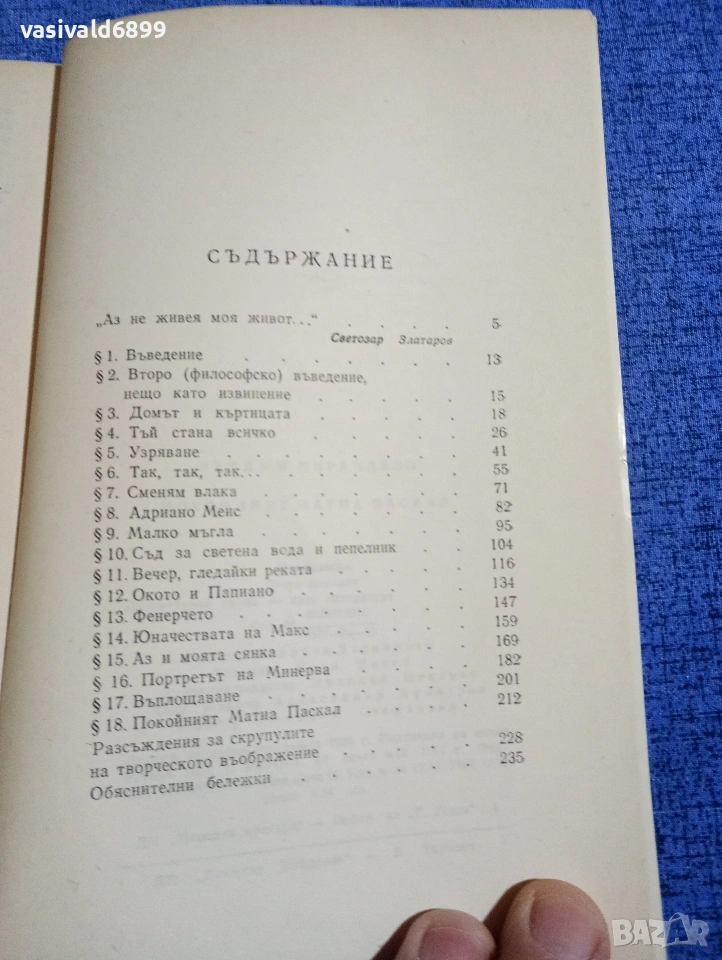 vasivald6899
СЪДЪРЖАНИЕ
„Аз не живея моя живот...“ . . . . 5
Светозар Златаров
§ 1. Въведение . . . . . . . 13
§ 2. Второ (философско) въведение,
нещо като извинение . . . . . 15
§ 3. Домът и къртицата . . . . . 18
§ 4. Тъй стана всичко . . . . . 26
§ 5. Узряване . . . . . . . 41
§ 6. Так, так, так... . . . . . . 55
§ 7. Сменям влака . . . . . . 71
§ 8. Адриано Меис . . . . . . 82
§ 9. Малко мъгла . . . . . . 95
§ 10. Съд за светена вода и пепелник . . 104
§ 11. Вечер, гледайки реката . . . . 116
§ 12. Окото и Папиано . . . . . 134
§ 13. Фенерчето . . . . . . 147
§ 14. Юначествата на Макс . . . . 159
§ 15. Аз и моята сянка . . . . . 169
§ 16. Портретът на Минерва . . . . 182
§ 17. Въплощаване . . . . . . 201
§ 18. Покойният Матиа Паскал . . . . 212
Разсъждения за скрупулите
на творческото въображение . . . . 228
Обяснителни бележки . . . . . 235
BAZAR